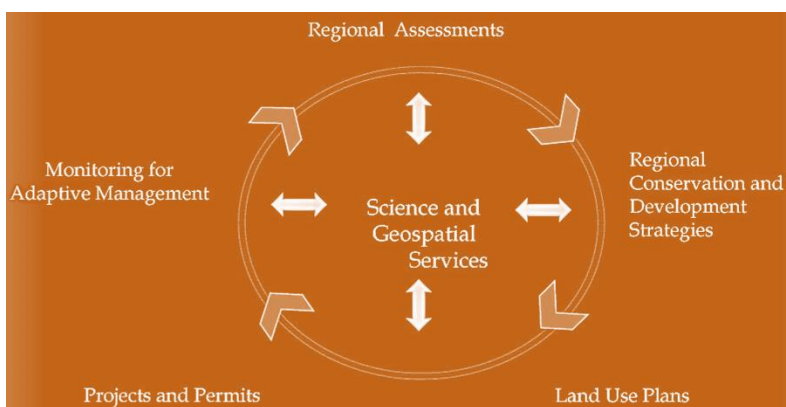 Regional Assessments
Monitoring for
Adaptive Management
Regional
Conservation and
Development
Strategies
Science and
Geospatial
Services
Projects and Permits
Land Use Plans